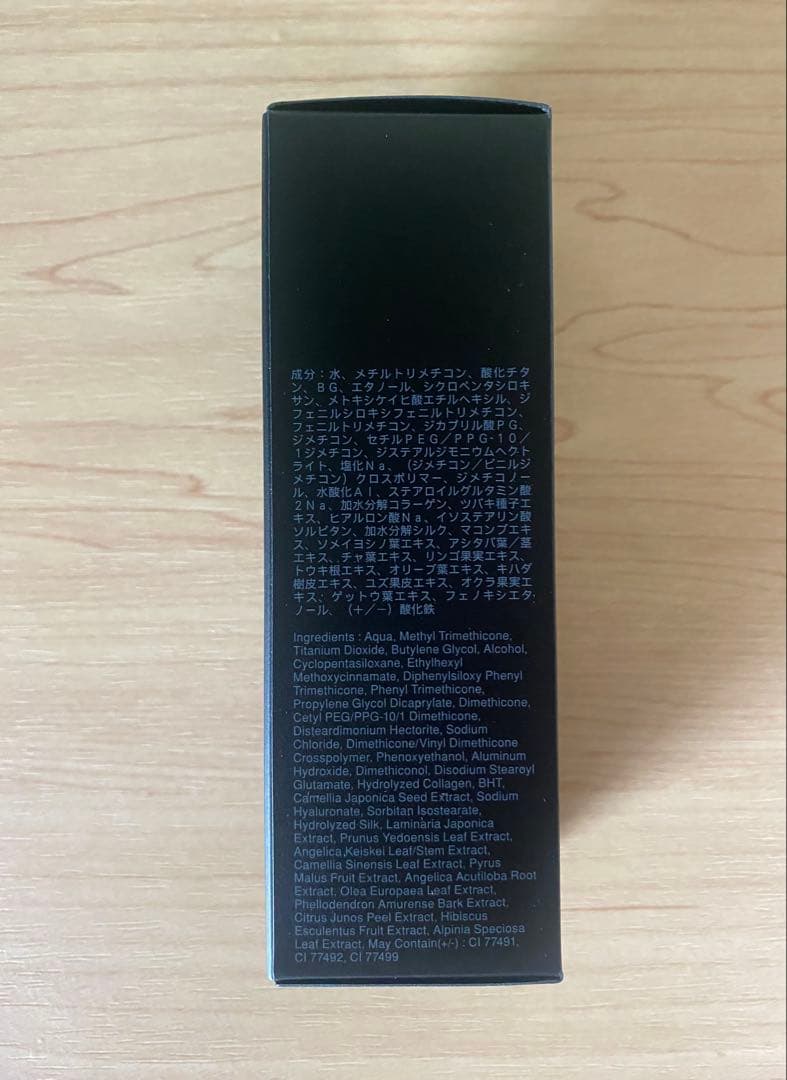 成分：水、メチルトリメチコン、酸化チタ
ン、ＢＧ、エタノール、シクロペンタシロキ
サン、メトキシケイヒ酸エチルヘキシル、ジ
フェニルシロキシフェニルトリメチコン、
フェニルトリメチコン、ジカプリル酸ＰＧ、
ジメチコン、セチルＰＥＧ／ＰＰＧ-１０／
１ジメチコン、ジステアルジモニウムヘクト
ライト、塩化Ｎａ、（ジメチコン／ビニルジ
メチコン）クロスポリマー、ジメチコノー
ル、水酸化Ａｌ、ステアロイルグルタミン酸
２Ｎａ、加水分解コラーゲン、ツバキ種子エ
キス、ヒアルロン酸Ｎａ、イソステアリン酸
ソルビタン、加水分解シルク、マコンブエキ
ス、ソメイヨシノ葉エキス、アシタバ葉／茎
エキス、チャ葉エキス、リンゴ果実エキス、
トウキ根エキス、オリーブ葉エキス、キハダ
樹皮エキス、ユズ果皮エキス、オクラ果実エ
キス、ゲットウ葉エキス、フェノキシエタ
ノール、（＋／－）酸化鉄
Ingredients : Aqua, Methyl Trimethicone,
Titanium Dioxide, Butylene Glycol, Alcohol,
Cyclopentasiloxane, Ethylhexyl
Methoxycinnamate, Diphenylsiloxy Phenyl
Trimethicone, Phenyl Trimethicone,
Propylene Glycol Dicaprylate, Dimethicone,
Cetyl PEG/PPG-10/1 Dimethicone,
Disteardimonium Hectorite, Sodium
Chloride, Dimethicone/Vinyl Dimethicone
Crosspolymer, Phenoxyethanol, Aluminum
Hydroxide, Dimethiconol, Disodium Stearoyl
Glutamate, Hydrolyzed Collagen, BHT,
Camellia Japonica Seed Extract, Sodium
Hyaluronate, Sorbitan Isostearate,
Hydrolyzed Silk, Laminaria Japonica
Extract, Prunus Yedoensis Leaf Extract,
Angelica Keiskei Leaf/Stem Extract,
Camellia Sinensis Leaf Extract, Pyrus
Malus Fruit Extract, Angelica Acutiloba Root
Extract, Olea Europaea Leaf Extract,
Phellodendron Amurense Bark Extract,
Citrus Junos Peel Extract, Hibiscus
Esculentus Fruit Extract, Alpinia Speciosa
Leaf Extract, May Contain(+/-) : CI 77491,
CI 77492, CI 77499